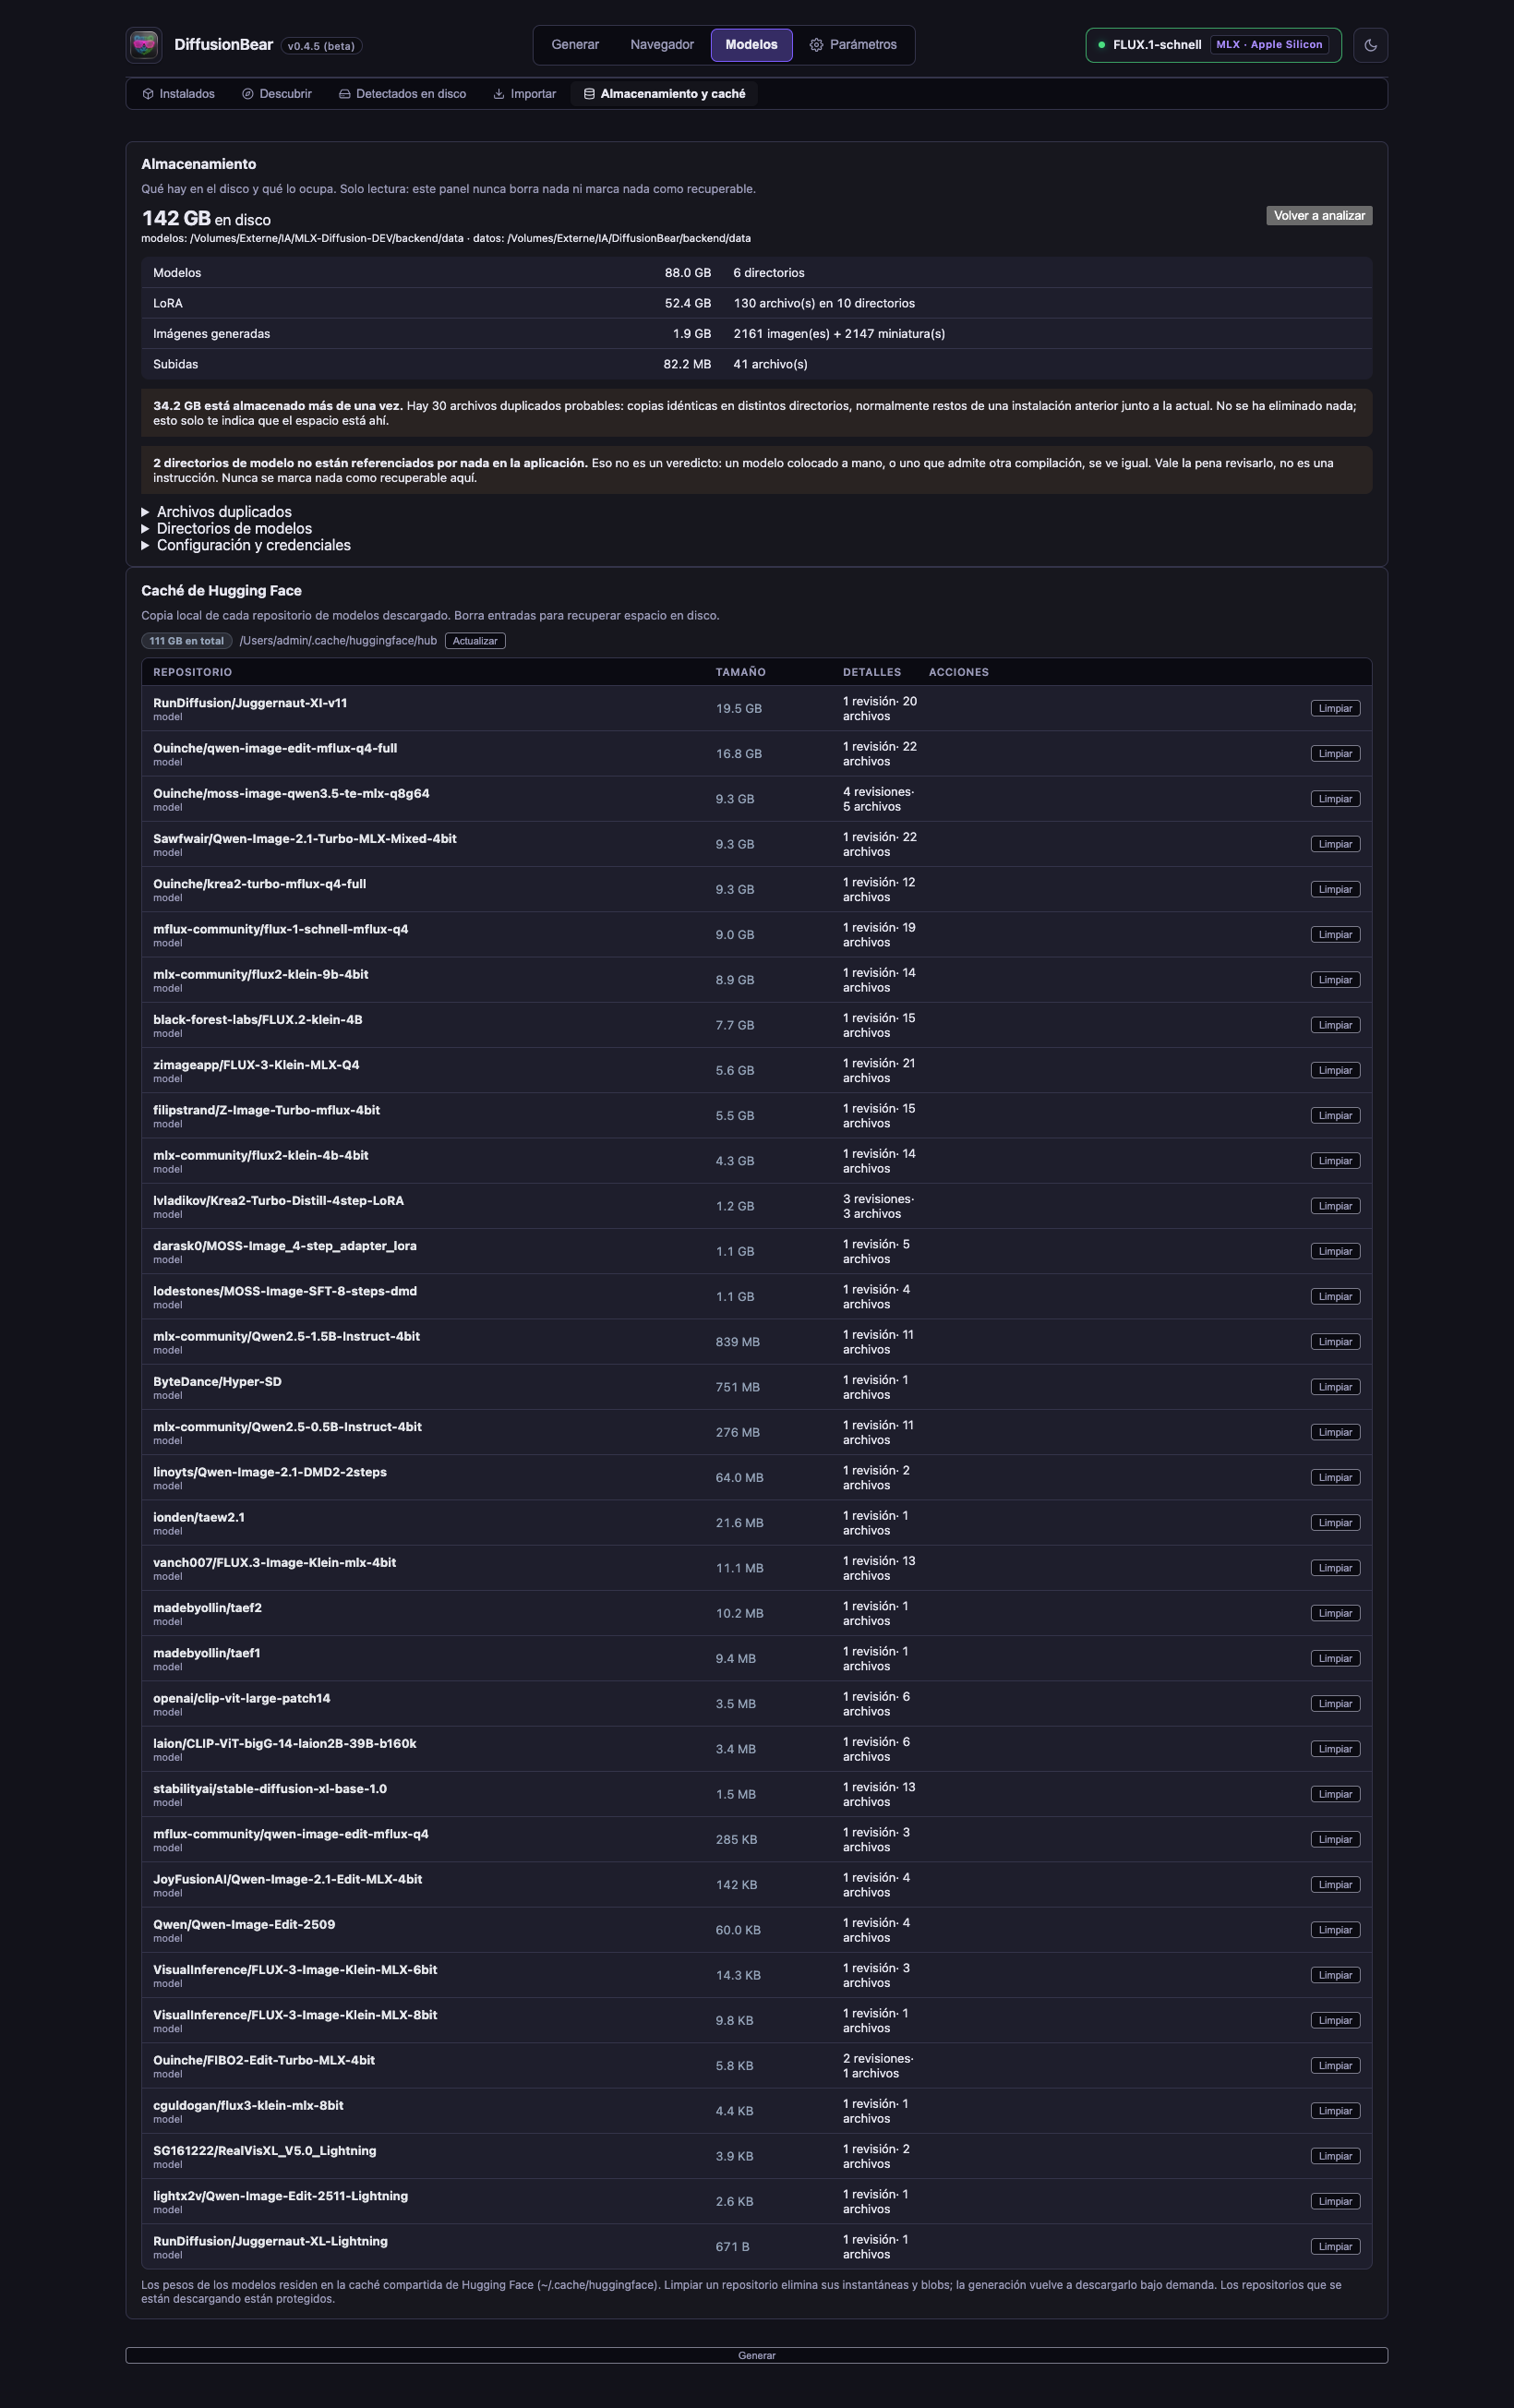 DiffusionBear v0.4.5 (beta)
Generar Navegador Modelos Parámetros
FLUX.1-schnell MLX · Apple Silicon
Instalados Descubrir Detectados en disco Importar Almacenamiento y caché
Almacenamiento
Qué hay en el disco y qué lo ocupa. Solo lectura: este panel nunca borra nada ni marca nada como recuperable.
142 GB en disco
Volver a analizar
modelos: /Volumes/Externe/IA/MLX-Diffusion-DEV/backend/data · datos: /Volumes/Externe/IA/DiffusionBear/backend/data
Modelos 88.0 GB 6 directorios
LoRA 52.4 GB 130 archivo(s) en 10 directorios
Imágenes generadas 1.9 GB 2161 imagen(es) + 2147 miniatura(s)
Subidas 82.2 MB 41 archivo(s)
34.2 GB está almacenado más de una vez. Hay 30 archivos duplicados probables: copias idénticas en distintos directorios, normalmente restos de una instalación anterior junto a la actual. No se ha eliminado nada;
esto solo te indica que el espacio está ahí.
2 directorios de modelo no están referenciados por nada en la aplicación. Eso no es un veredicto: un modelo colocado a mano, o uno que admite otra compilación, se ve igual. Vale la pena revisarlo, no es una
instrucción. Nunca se marca nada como recuperable aquí.
Archivos duplicados
Directorios de modelos
Configuración y credenciales
Caché de Hugging Face
Copia local de cada repositorio de modelos descargado. Borra entradas para recuperar espacio en disco.
111 GB en total /Users/admin/.cache/huggingface/hub Actualizar
REPOSITORIO TAMAÑO DETALLES ACCIONES
RunDiffusion/Juggernaut-XI-v11
model
19.5 GB
1 revisión· 20
archivos
Limpiar
Ouinche/qwen-image-edit-mflux-q4-full
model
16.8 GB
1 revisión· 22
archivos
Limpiar
Ouinche/moss-image-qwen3.5-te-mlx-q8g64
model
9.3 GB
4 revisiones·
5 archivos
Limpiar
Sawfwair/Qwen-Image-2.1-Turbo-MLX-Mixed-4bit
model
9.3 GB
1 revisión· 22
archivos
Limpiar
Ouinche/krea2-turbo-mflux-q4-full
model
9.3 GB
1 revisión· 12
archivos
Limpiar
mflux-community/flux-1-schnell-mflux-q4
model
9.0 GB
1 revisión· 19
archivos
Limpiar
mlx-community/flux2-klein-9b-4bit
model
8.9 GB
1 revisión· 14
archivos
Limpiar
black-forest-labs/FLUX.2-klein-4B
model
7.7 GB
1 revisión· 15
archivos
Limpiar
zimageapp/FLUX-3-Klein-MLX-Q4
model
5.6 GB
1 revisión· 21
archivos
Limpiar
filipstrand/Z-Image-Turbo-mflux-4bit
model
5.5 GB
1 revisión· 15
archivos
Limpiar
mlx-community/flux2-klein-4b-4bit
model
4.3 GB
1 revisión· 14
archivos
Limpiar
lvladikov/Krea2-Turbo-Distill-4step-LoRA
model
1.2 GB
3 revisiones·
3 archivos
Limpiar
darask0/MOSS-Image_4-step_adapter_lora
model
1.1 GB
1 revisión· 5
archivos
Limpiar
lodestones/MOSS-Image-SFT-8-steps-dmd
model
1.1 GB
1 revisión· 4
archivos
Limpiar
mlx-community/Qwen2.5-1.5B-Instruct-4bit
model
839 MB
1 revisión· 11
archivos
Limpiar
ByteDance/Hyper-SD
model
751 MB
1 revisión· 1
archivos
Limpiar
mlx-community/Qwen2.5-0.5B-Instruct-4bit
model
276 MB
1 revisión· 11
archivos
Limpiar
linoyts/Qwen-Image-2.1-DMD2-2steps
model
64.0 MB
1 revisión· 2
archivos
Limpiar
ionden/taew2.1
model
21.6 MB
1 revisión· 1
archivos
Limpiar
vanch007/FLUX.3-Image-Klein-mlx-4bit
model
11.1 MB
1 revisión· 13
archivos
Limpiar
madebyollin/taef2
model
10.2 MB
1 revisión· 1
archivos
Limpiar
madebyollin/taef1
model
9.4 MB
1 revisión· 1
archivos
Limpiar
openai/clip-vit-large-patch14
model
3.5 MB
1 revisión· 6
archivos
Limpiar
laion/CLIP-ViT-bigG-14-laion2B-39B-b160k
model
3.4 MB
1 revisión· 6
archivos
Limpiar
stabilityai/stable-diffusion-xl-base-1.0
model
1.5 MB
1 revisión· 13
archivos
Limpiar
mflux-community/qwen-image-edit-mflux-q4
model
285 KB
1 revisión· 3
archivos
Limpiar
JoyFusionAI/Qwen-Image-2.1-Edit-MLX-4bit
model
142 KB
1 revisión· 4
archivos
Limpiar
Qwen/Qwen-Image-Edit-2509
model
60.0 KB
1 revisión· 4
archivos
Limpiar
VisualInference/FLUX-3-Image-Klein-MLX-6bit
model
14.3 KB
1 revisión· 3
archivos
Limpiar
VisualInference/FLUX-3-Image-Klein-MLX-8bit
model
9.8 KB
1 revisión· 1
archivos
Limpiar
Ouinche/FIBO2-Edit-Turbo-MLX-4bit
model
5.8 KB
2 revisiones·
1 archivos
Limpiar
cguldogan/flux3-klein-mlx-8bit
model
4.4 KB
1 revisión· 1
archivos
Limpiar
SG161222/RealVisXL_V5.0_Lightning
model
3.9 KB
1 revisión· 2
archivos
Limpiar
lightx2v/Qwen-Image-Edit-2511-Lightning
model
2.6 KB
1 revisión· 1
archivos
Limpiar
RunDiffusion/Juggernaut-XL-Lightning
model
671 B
1 revisión· 1
archivos
Limpiar
Los pesos de los modelos residen en la caché compartida de Hugging Face (~/.cache/huggingface). Limpiar un repositorio elimina sus instantáneas y blobs; la generación vuelve a descargarlo bajo demanda. Los repositorios que se
están descargando están protegidos.
Generar